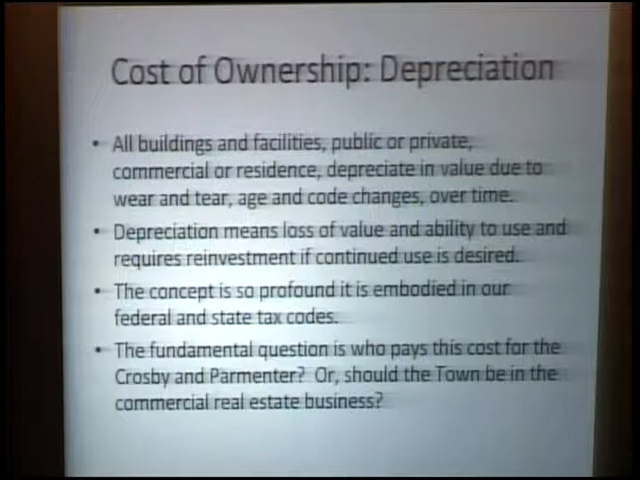 Cost of Ownership: Depreciation
• All buildings and facilities, public or private,
commercial or residence, depreciate in value due to
wear and tear, age and code changes, over time.
• Depreciation means loss of value and ability to use and
requires reinvestment if continued use is desired.
• The concept is so profound it is embodied in our
federal and state tax codes.
• The fundamental question is who pays this cost for the
Crosby and Parmenter? Or, should the Town be in the
commercial real estate business?